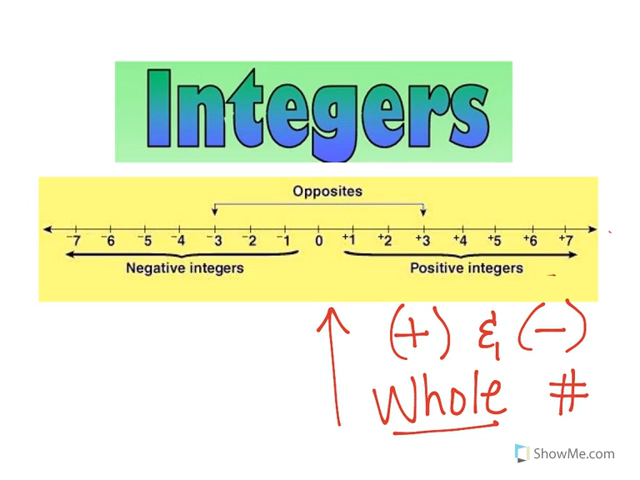 Integers
Opposites
-7 -6 -5 -4 -3 -2 -1 0 +1 +2 +3 +4 +5 +6 +7
Negative integers Positive integers
(+) & (-)
Whole #
ShowMe.com